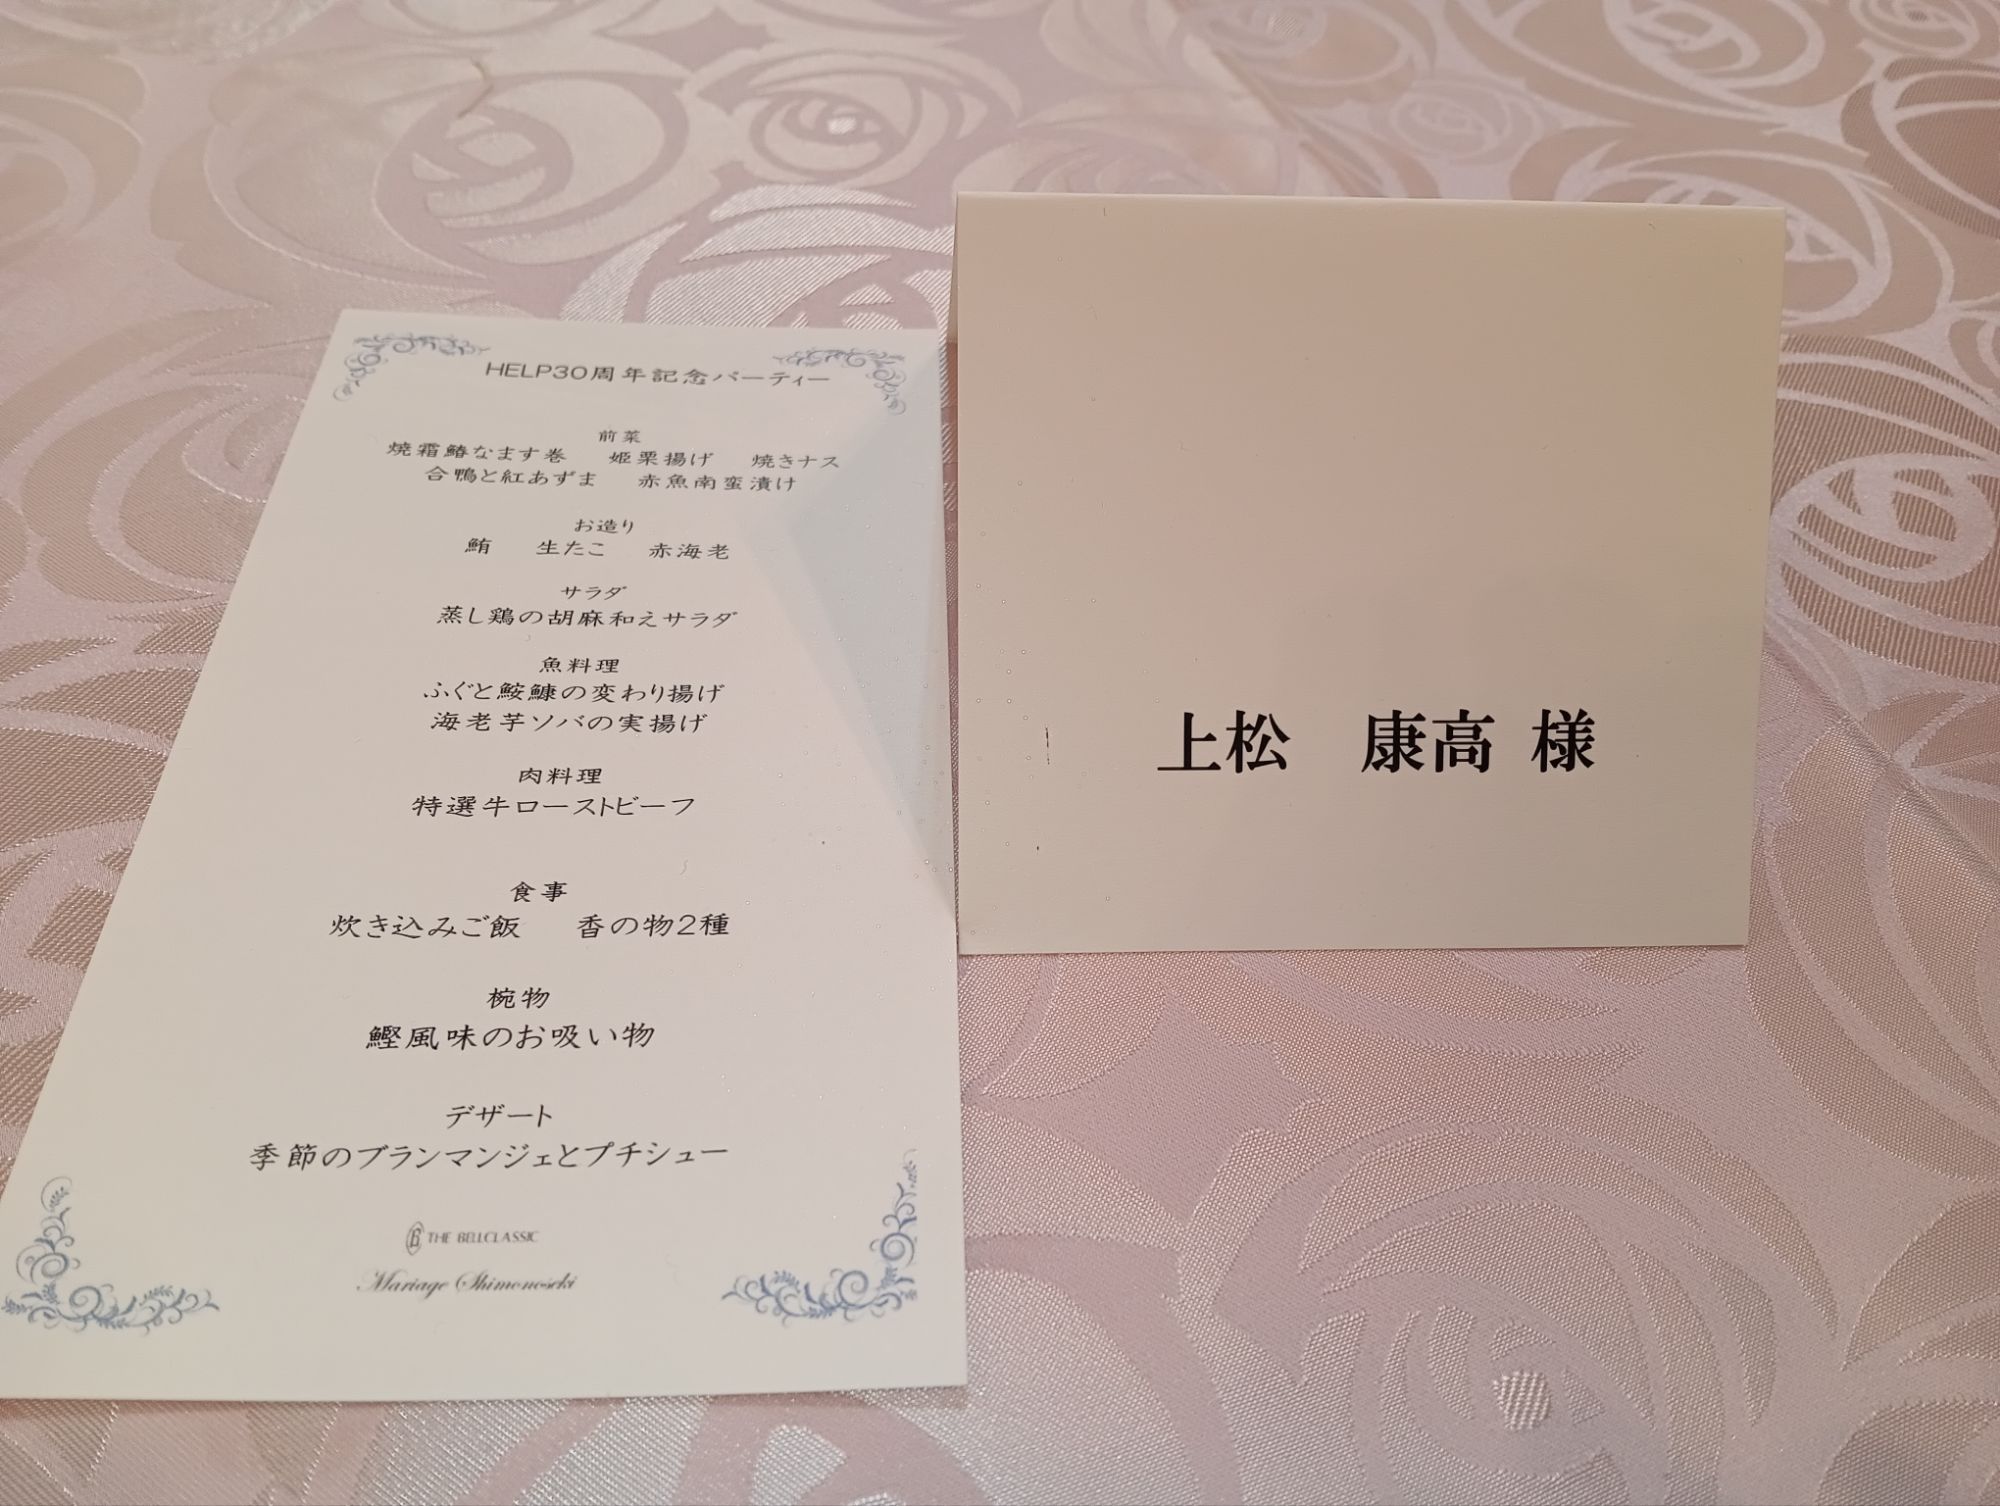 HELP30周年記念パーティー
前菜
焼霜鰆なます巻　姫栗揚げ　焼きナス
合鴨と紅あずま　赤魚南蛮漬け
お造り
鮪　生たこ　赤海老
サラダ
蒸し鶏の胡麻和えサラダ
魚料理
ふぐと鮟鱇の変わり揚げ
海老芋ソバの実揚げ
肉料理
特選牛ローストビーフ
食事
炊き込みご飯　香の物2種
椀物
鰹風味のお吸い物
デザート
季節のブランマンジェとプチシュー
THE BELLCLASSIC
Mariage Shimonoseki
上松　康高 様